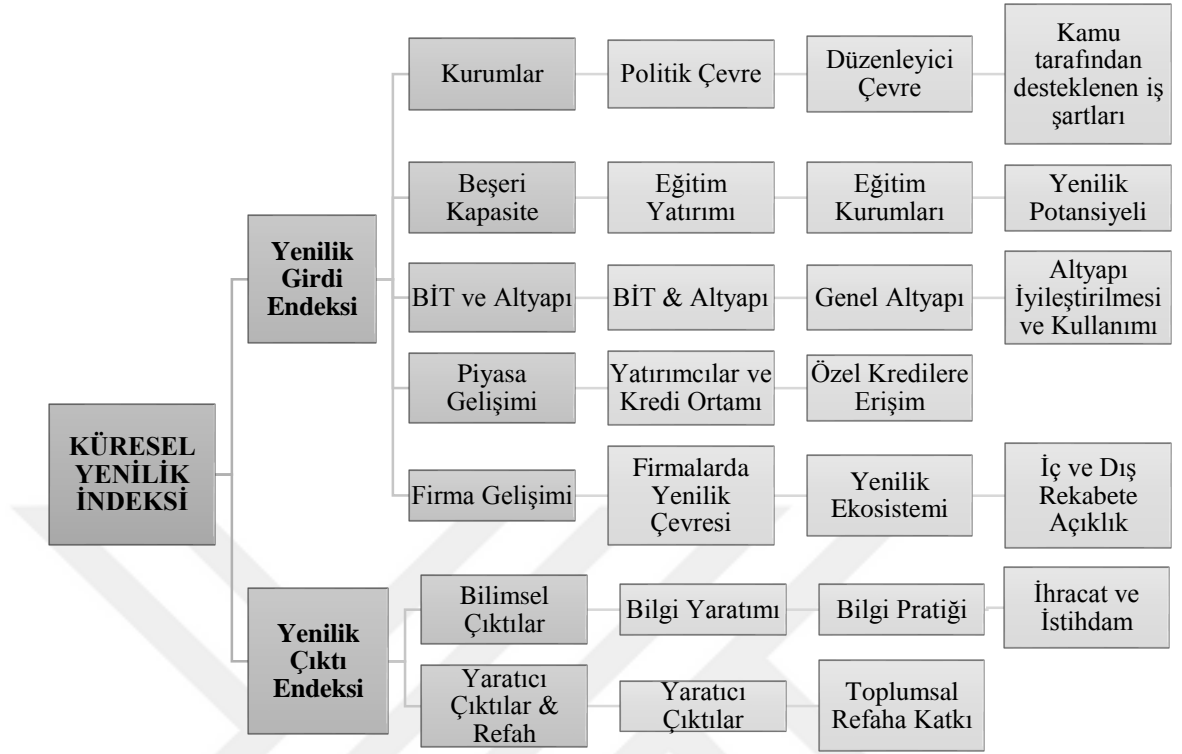 Kurumlar
Politik Çevre
Düzenleyici
Çevre
Kamu
tarafından
desteklenen iş
şartları
Beşeri
Kapasite
Eğitim
Yatırımı
Eğitim
Kurumları
Yenilik
Potansiyeli
Yenilik
Girdi
Endeksi
BİT ve Altyapı
BİT & Altyapı
Genel Altyapı
Altyapı
İyileştirilmesi
ve Kullanımı
Piyasa
Gelişimi
Yatırımcılar ve
Kredi Ortamı
Özel Kredilere
Erişim
KÜRESEL
YENİLİK
İNDEKSİ
Firma Gelişimi
Firmalarda
Yenilik
Çevresi
Yenilik
Ekosistemi
İç ve Dış
Rekabete
Açıklık
Yenilik
Çıktı
Endeksi
Bilimsel
Çıktılar
Bilgi Yaratımı
Bilgi Pratiği
İhracat ve
İstihdam
Yaratıcı
Çıktılar &
Refah
Yaratıcı
Çıktılar
Toplumsal
Refaha Katkı